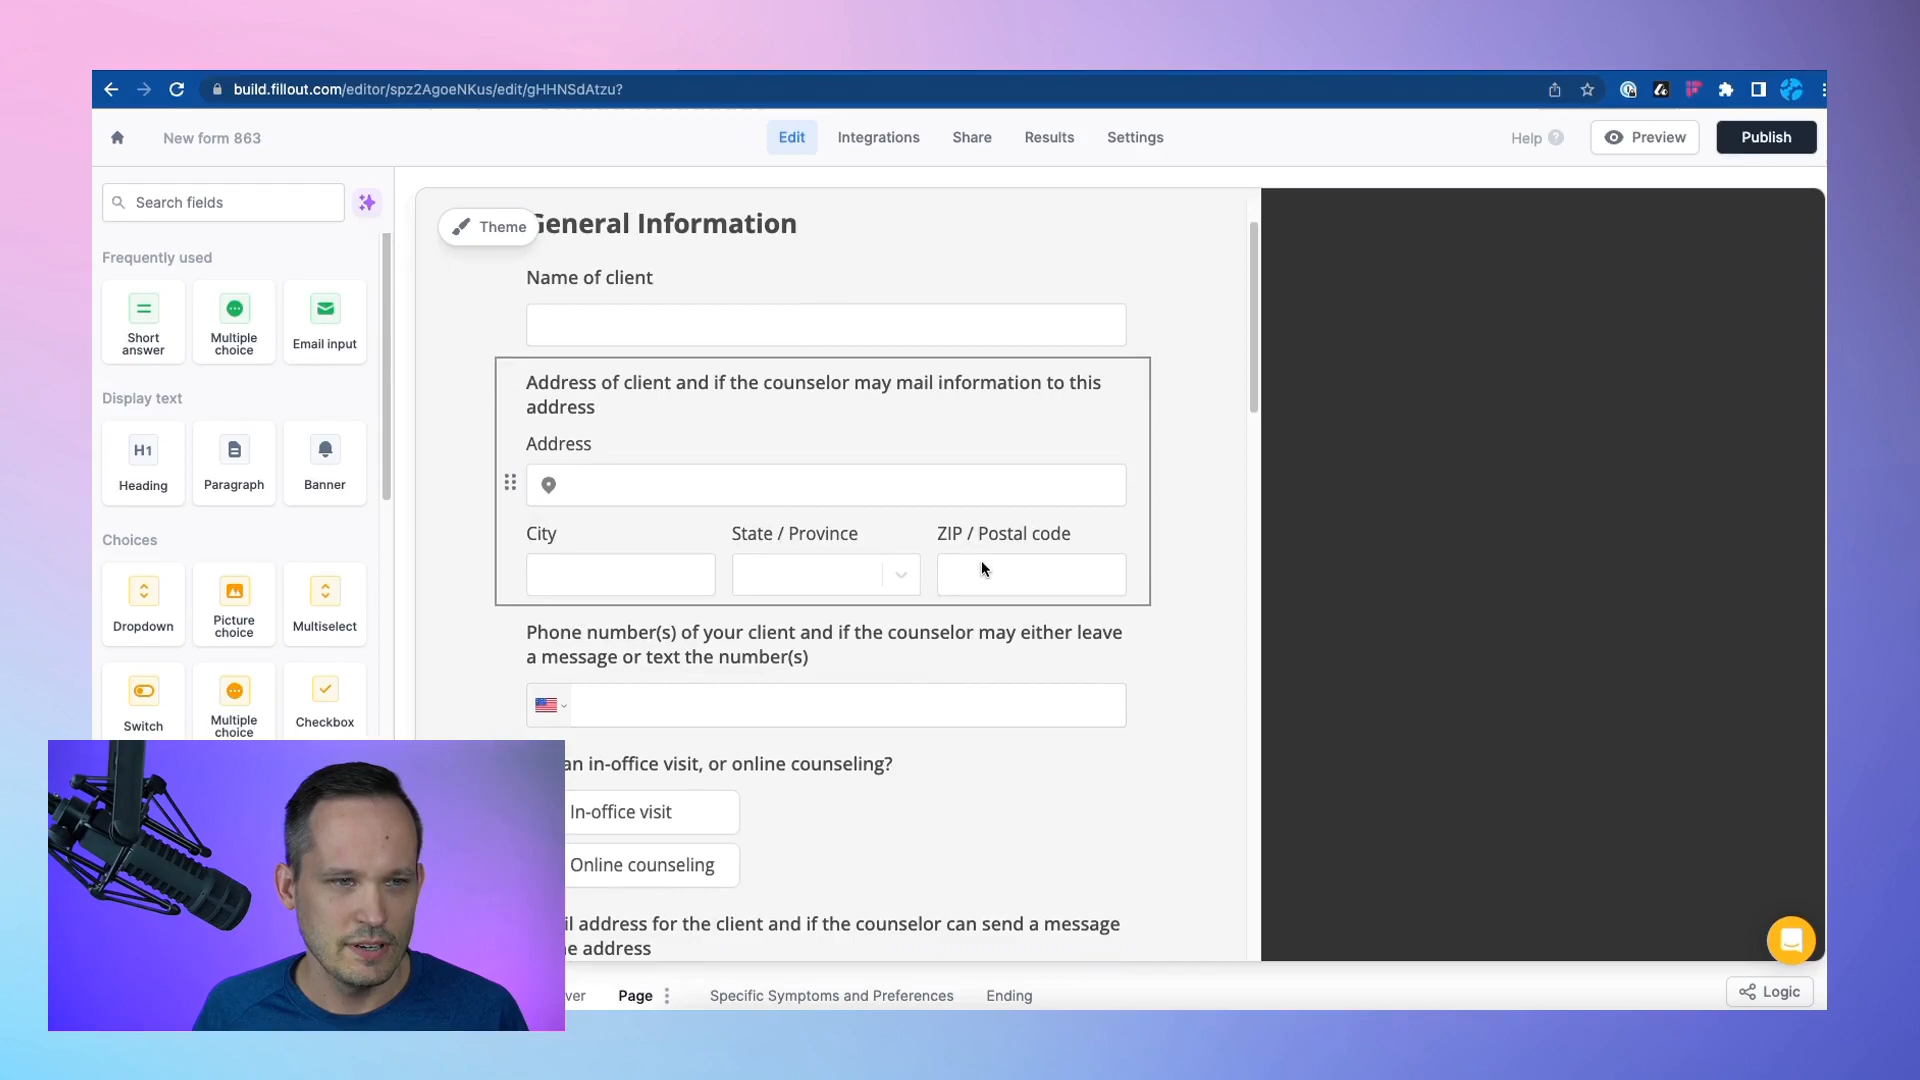 build.fillout.com/editor/spz2AgoeNKus/edit/gHHNSdAtzu?
New form 863
Edit
Integrations
Share
Results
Settings
Help
Preview
Publish
Search fields
Frequently used
Short
answer
Multiple
choice
Email input
Display text
H1
Heading
Paragraph
Banner
Choices
Dropdown
Picture
choice
Multiselect
Switch
Multiple
choice
Checkbox
Theme
General Information
Name of client
Address of client and if the counselor may mail information to this
address
Address
City
State / Province
ZIP / Postal code
Phone number(s) of your client and if the counselor may either leave
a message or text the number(s)
an in-office visit, or online counseling?
In-office visit
Online counseling
address for the client and if the counselor can send a message
address
Page
Specific Symptoms and Preferences
Ending
Logic